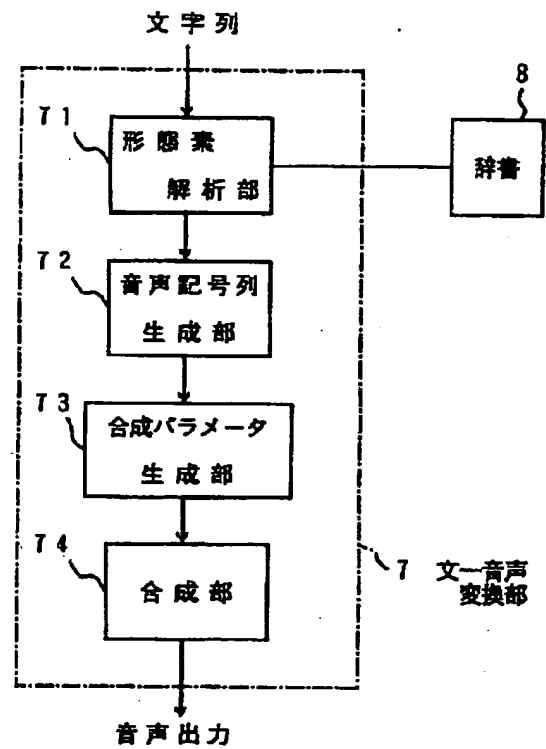 文字列
71
形態素
解析部
8
辞書
72
音声記号列
生成部
73
合成パラメータ
生成部
74
合成部
7 文一音声
変換部
音声出力